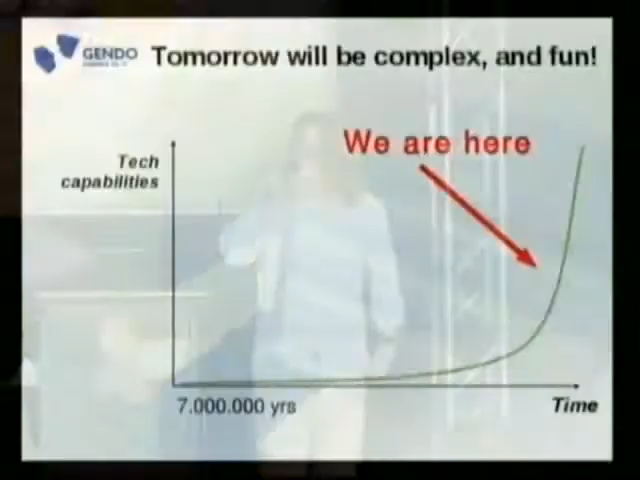 GENDO
Tomorrow will be complex, and fun!
We are here
Tech
capabilities
7.000.000 yrs
Time